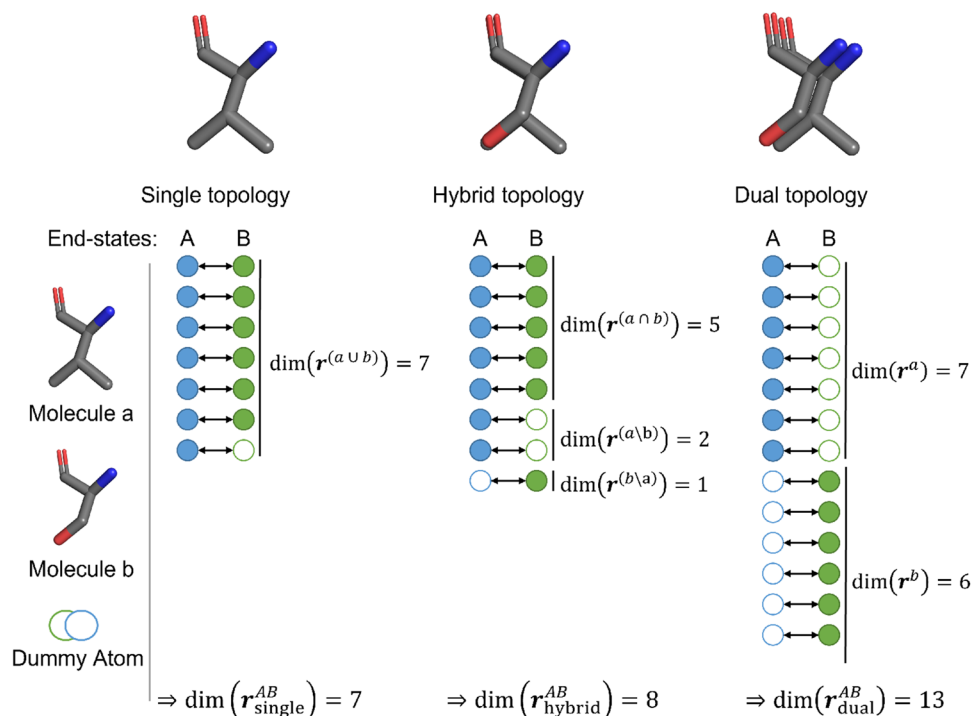 Single topology
Hybrid topology
Dual topology
End-states: A B
A B
A B
Molecule a
Molecule b
Dummy Atom
dim(𝒓^(a ∪ b)) = 7
dim(𝒓^(a ∩ b)) = 5
dim(𝒓^(a\b)) = 2
dim(𝒓^(b\a)) = 1
dim(𝒓^a) = 7
dim(𝒓^b) = 6
⇒ dim(𝒓^AB_single) = 7
⇒ dim(𝒓^AB_hybrid) = 8
⇒ dim(𝒓^AB_dual) = 13